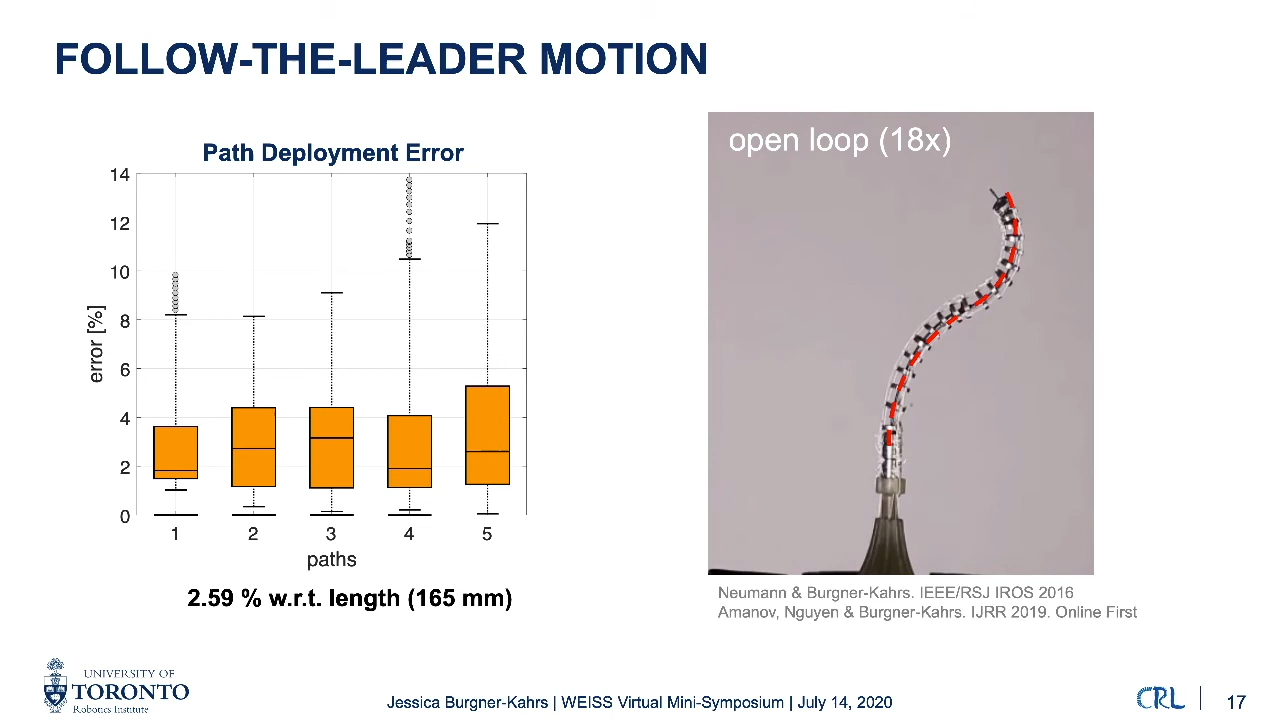 FOLLOW-THE-LEADER MOTION
Path Deployment Error
14
12
10
8
6
4
2
0
error [%]
1 2 3 4 5
paths
2.59 % w.r.t. length (165 mm)
open loop (18x)
Neumann & Burgner-Kahrs. IEEE/RSJ IROS 2016
Amanov, Nguyen & Burgner-Kahrs. IJRR 2019. Online First
UNIVERSITY OF
TORONTO
Robotics Institute
Jessica Burgner-Kahrs | WEISS Virtual Mini-Symposium | July 14, 2020
CRL
17